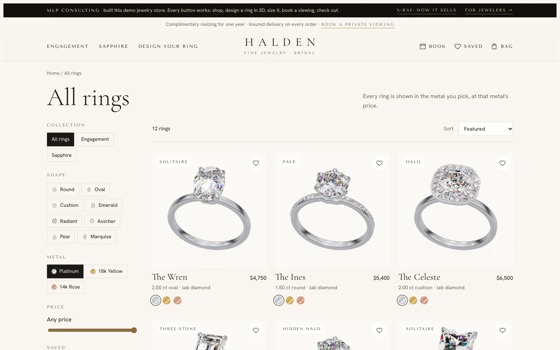 MLP CONSULTING built this demo jewelry store. Every button works: shop, design a ring in 3D, size it, book a viewing, check out.
X-RAY: HOW IT SELLS
FOR JEWELERS →
Complimentary resizing for one year · Insured delivery on every order · BOOK A PRIVATE VIEWING
ENGAGEMENT SAPPHIRE DESIGN YOUR RING
HALDEN
FINE JEWELRY · BRIDAL
BOOK SAVED BAG
Home / All rings
All rings
Every ring is shown in the metal you pick, at that metal's price.
COLLECTION
All rings Engagement
Sapphire
SHAPE
Round Oval
Cushion Emerald
Radiant Asscher
Pear Marquise
METAL
Platinum 18k Yellow
14k Rose
PRICE
Any price
SAVED
12 rings
Sort Featured
SOLITAIRE
The Wren $4,750
2.00 ct oval · lab diamond
PAVÉ
The Ines $5,400
1.50 ct round · lab diamond
HALO
The Celeste $6,500
2.00 ct cushion · lab diamond
THREE-STONE
HIDDEN HALO
SOLITAIRE